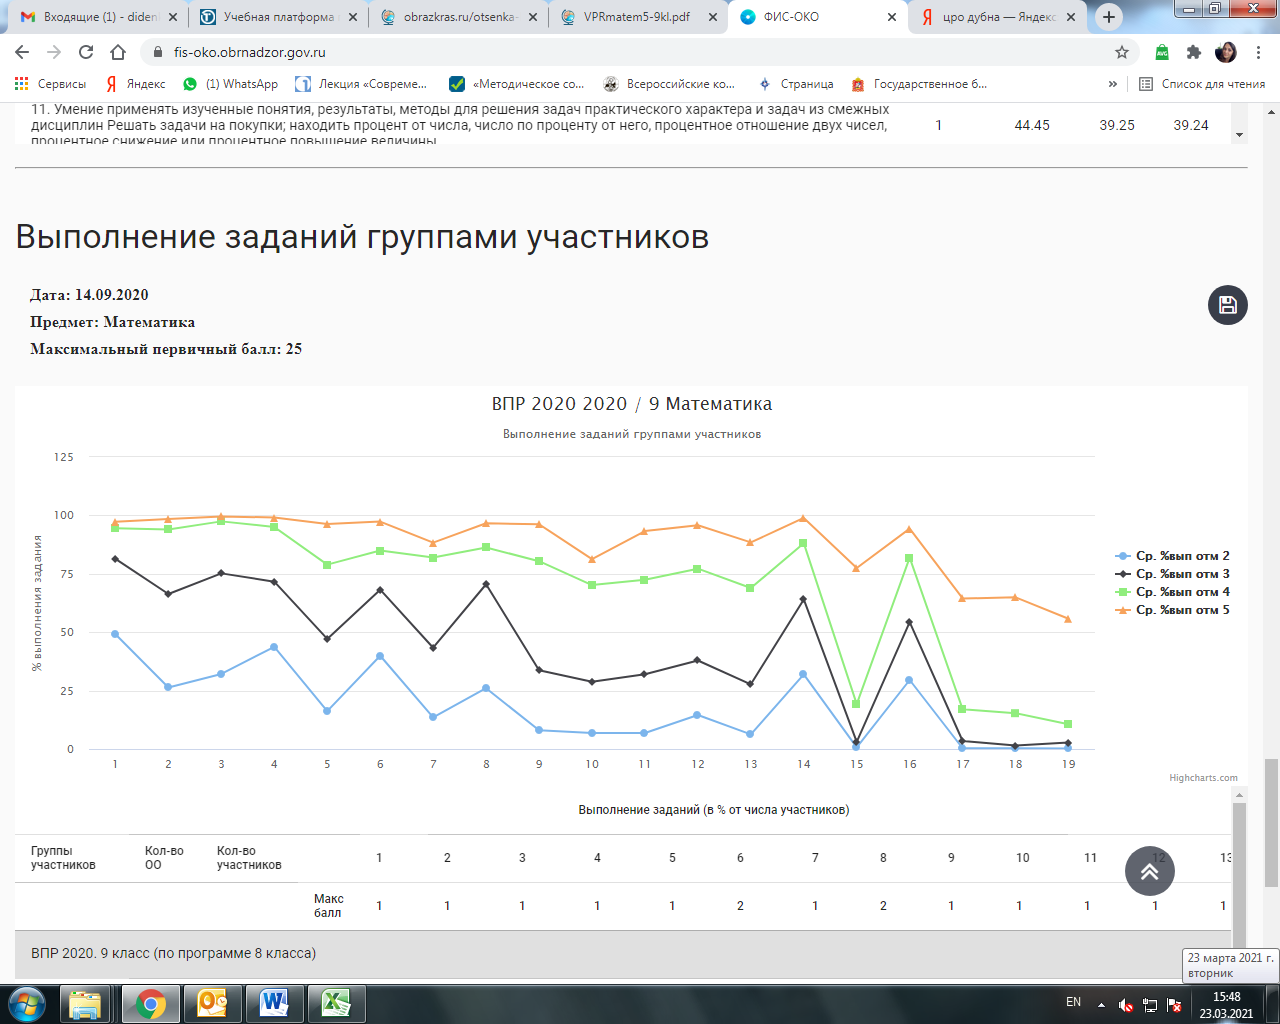 Входящие (1) - diden
Учебная платформа
obrazkras.ru/otsenka-
VPRmatem5-9kl.pdf
ФИС-ОКО
цро дубна — Яндекс
fis-oko.obrnadzor.gov.ru
Сервисы
Яндекс
(1) WhatsApp
Лекция «Совреме...
«Методическое со...
Всероссийские ко...
Страница
Государственное б...
»
Список для чтения
11. Умение применять изученные понятия, результаты, методы для решения задач практического характера и задач из смежных
дисциплин Решать задачи на покупки; находить процент от числа, число по проценту от него, процентное отношение двух чисел,
процентное снижение или процентное повышение величины
1 44.45 39.25 39.24
Выполнение заданий группами участников
Дата: 14.09.2020
Предмет: Математика
Максимальный первичный балл: 25
ВПР 2020 2020 / 9 Математика
Выполнение заданий группами участников
% выполнения задания
125
100
75
50
25
0
1 2 3 4 5 6 7 8 9 10 11 12 13 14 15 16 17 18 19
Ср. %вып отм 2
Ср. %вып отм 3
Ср. %вып отм 4
Ср. %вып отм 5
Highcharts.com
Выполнение заданий (в % от числа участников)
Группы участников Кол-во ОО Кол-во участников 1 2 3 4 5 6 7 8 9 10 11 12 13
Макс балл 1 1 1 1 1 2 1 2 1 1 1 1 1
ВПР 2020. 9 класс (по программе 8 класса)
23 марта 2021 г.
вторник
EN
15:48
23.03.2021